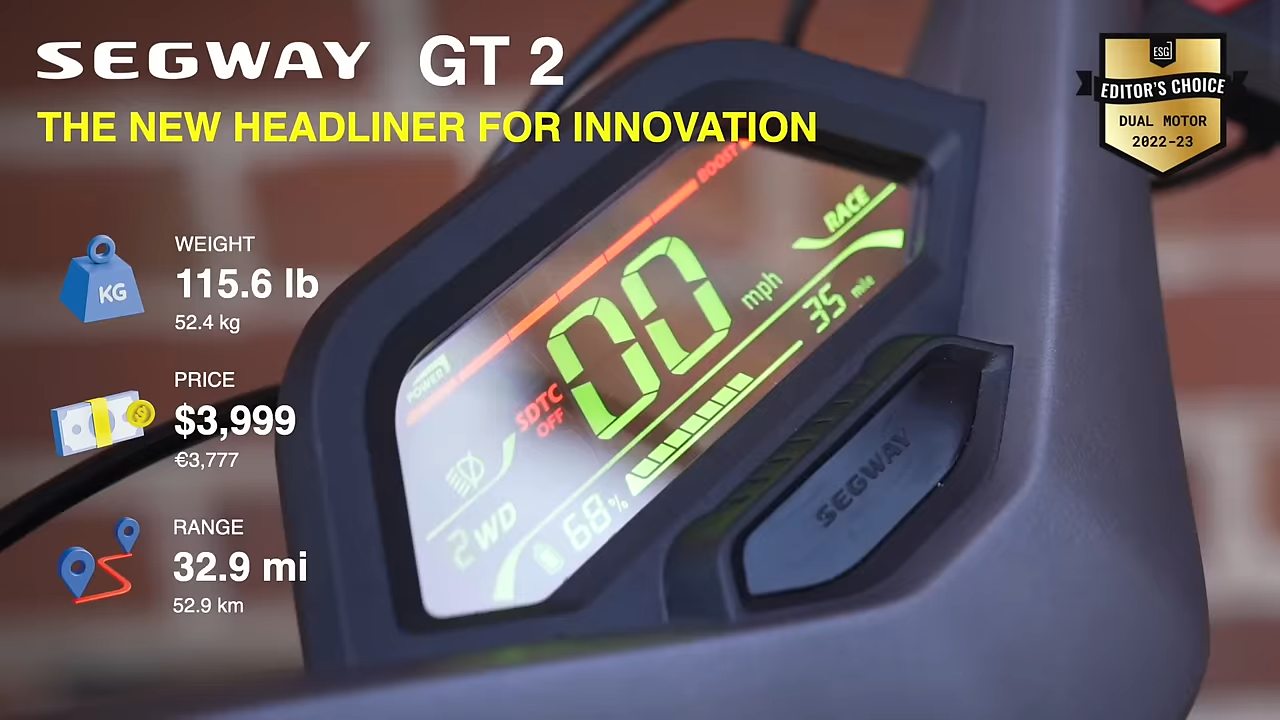 SEGWAY GT 2
THE NEW HEADLINER FOR INNOVATION
ESG
EDITOR'S CHOICE
DUAL MOTOR
2022-23
WEIGHT
115.6 lb
52.4 kg
KG
PRICE
$3,999
€3,777
RANGE
32.9 mi
52.9 km
BOOST
RACE
POWER
00 mph
35 mile
SDTC
OFF
2WD
68%
SEGWAY